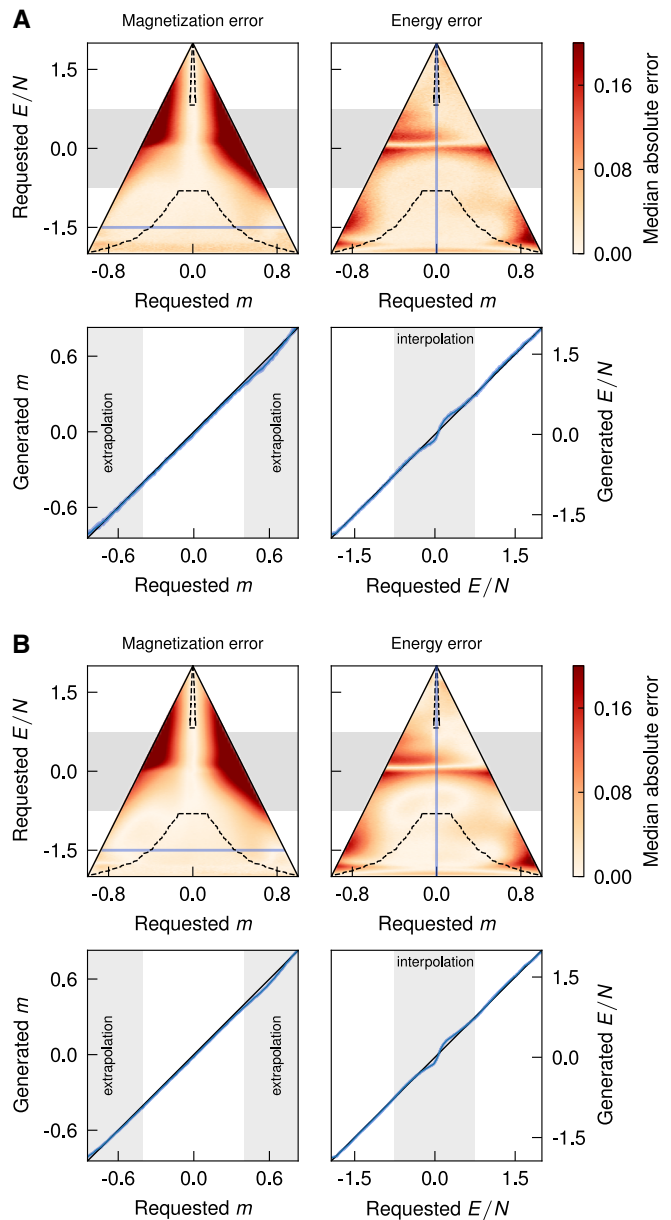 A
Magnetization error
Energy error
Requested E/N
1.5
0.0
-1.5
-0.8
0.0
0.8
Requested m
-0.8
0.0
0.8
Requested m
0.16
0.08
0.00
Median absolute error
Generated m
0.6
0.0
-0.6
extrapolation
extrapolation
-0.6
0.0
0.6
Requested m
interpolation
1.5
0.0
-1.5
Generated E/N
-1.5
0.0
1.5
Requested E/N
B
Magnetization error
Energy error
Requested E/N
1.5
0.0
-1.5
-0.8
0.0
0.8
Requested m
-0.8
0.0
0.8
Requested m
0.16
0.08
0.00
Median absolute error
Generated m
0.6
0.0
-0.6
extrapolation
extrapolation
-0.6
0.0
0.6
Requested m
interpolation
1.5
0.0
-1.5
Generated E/N
-1.5
0.0
1.5
Requested E/N